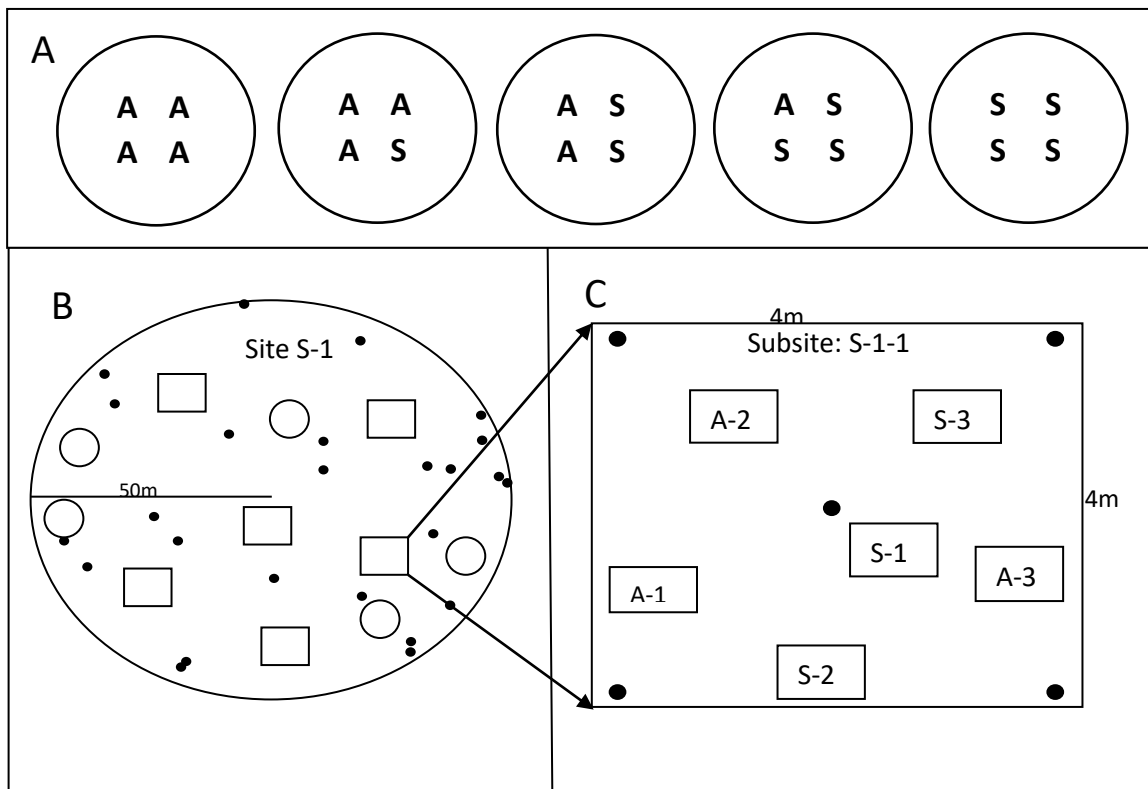 A
A A A A A S A S S S
A A A S A S S S S S
B
Site S-1
50m
C
4m
Subsite: S-1-1
A-2 S-3
4m
S-1
A-1 A-3
S-2